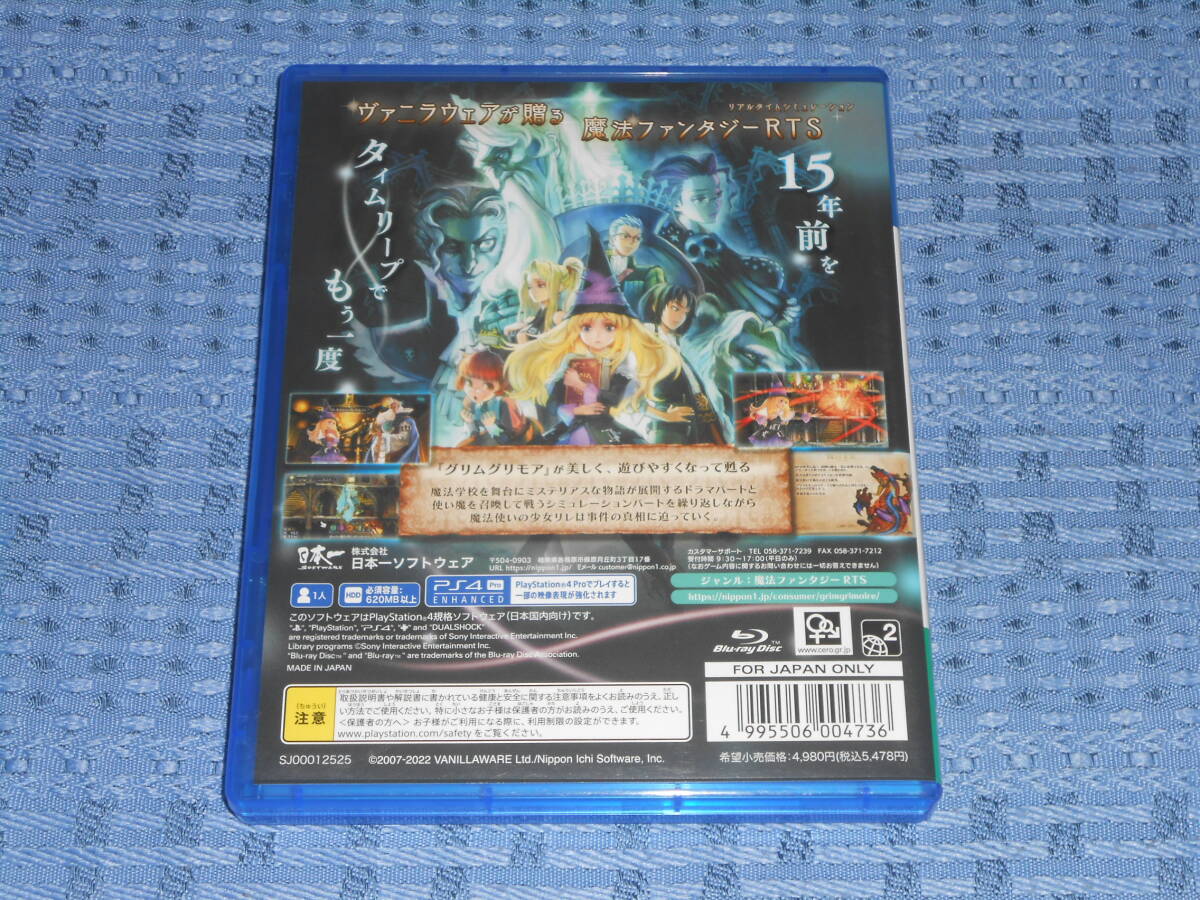 ヴァニラウェアが贈る
リアルタイムシミュレーション
魔法ファンタジーRTS
15年前を
タイムリープで
もう一度
『グリムグリモア』が美しく、遊びやすくなって甦る
魔法学校を舞台にミステリアスな物語が展開するドラマパートと
使い魔を召喚して戦うシミュレーションパートを繰り返しながら
魔法使いの少女リレは事件の真相に迫っていく。
日本一
SOFTWARE
株式会社
日本一ソフトウェア
〒504-0903 岐阜県各務原市蘇原月丘町3丁目17番
URL https://nippon1.jp/ Eメール customer@nippon1.co.jp
カスタマーサポート TEL 058-371-7239 FAX 058-371-7212
受付時間 9:30~17:00(平日のみ)
(なおゲーム内容に関するお問い合わせには一切お答えできません)
ジャンル:魔法ファンタジーRTS
https://nippon1.jp/consumer/grimgrimoire/
1人
HDD
必須容量:
620MB以上
PS4 Pro
ENHANCED
PlayStation®4 Proでプレイすると
一部の映像表現が強化されます
このソフトウェアはPlayStation®4規格ソフトウェア(日本国内向け)です。
"PlayStation", "PS4", and "DUALSHOCK"
are registered trademarks or trademarks of Sony Interactive Entertainment Inc.
Library programs ©Sony Interactive Entertainment Inc.
"Blu-ray Disc™" and "Blu-ray™" are trademarks of the Blu-ray Disc Association.
MADE IN JAPAN
Blu-ray Disc™
www.cero.gr.jp
2
FOR JAPAN ONLY
(ちゅうい)
注意
取扱説明書や解説書に書かれている健康と安全に関する注意事項をよくお読みのうえ、正し
い方法でご使用ください。特に小さなお子様は保護者の方がお読みのうえ、ご使用ください。
<保護者の方へ> お子様がご利用になる際に、利用制限の設定ができます。
www.playstation.com/safety をご覧ください。
4 995506 004736
SJ00012525
©2007-2022 VANILLAWARE Ltd./Nippon Ichi Software, Inc.
希望小売価格:4,980円(税込5,478円)